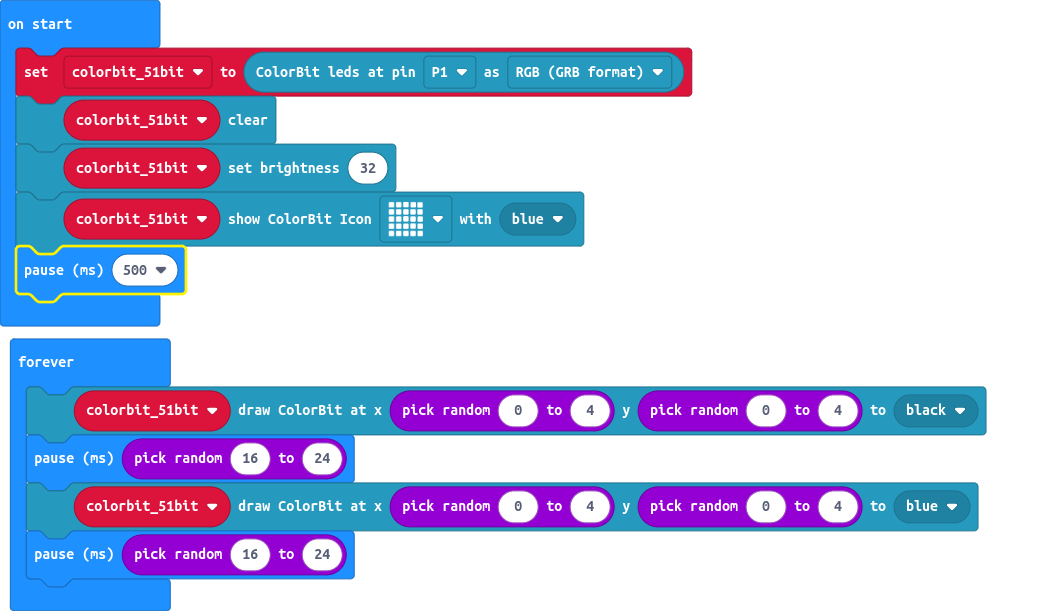 on start
set colorbit_51bit to ColorBit leds at pin P1 as RGB (GRB format)
colorbit_51bit clear
colorbit_51bit set brightness 32
colorbit_51bit show ColorBit Icon with blue
pause (ms) 500
forever
colorbit_51bit draw ColorBit at x pick random 0 to 4 y pick random 0 to 4 to black
pause (ms) pick random 16 to 24
colorbit_51bit draw ColorBit at x pick random 0 to 4 y pick random 0 to 4 to blue
pause (ms) pick random 16 to 24